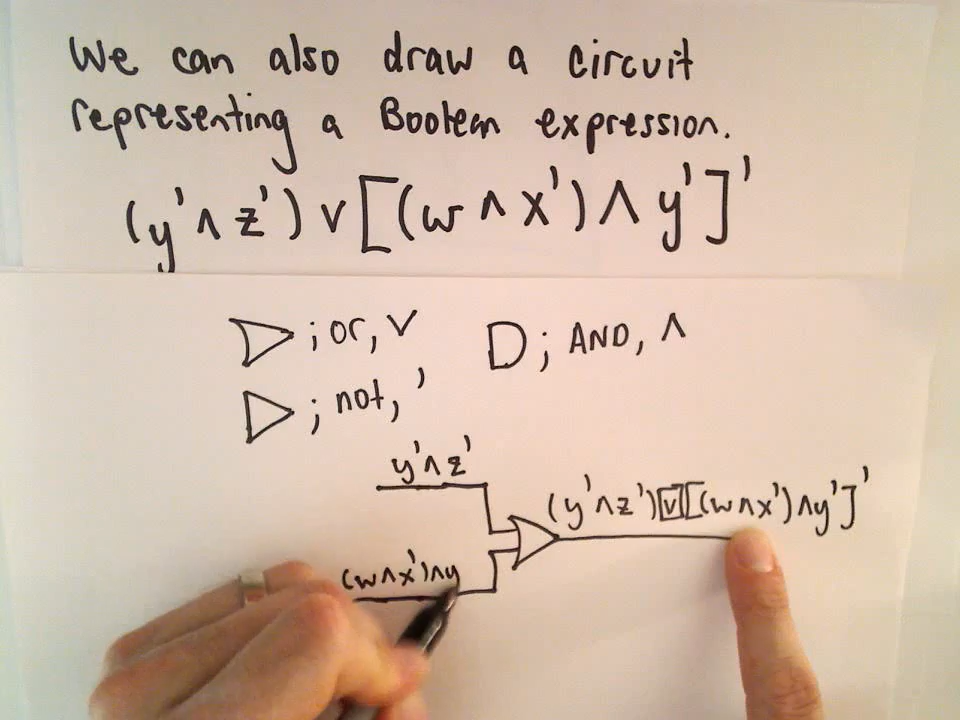 We can also draw a circuit
representing a Boolean expression.
(y'∧z')∨[(w∧x')∧y']'
; or, ∨
; AND, ∧
; not, '
y'∧z'
(y'∧z')∨[(w∧x')∧y']'
(w∧x')∧y